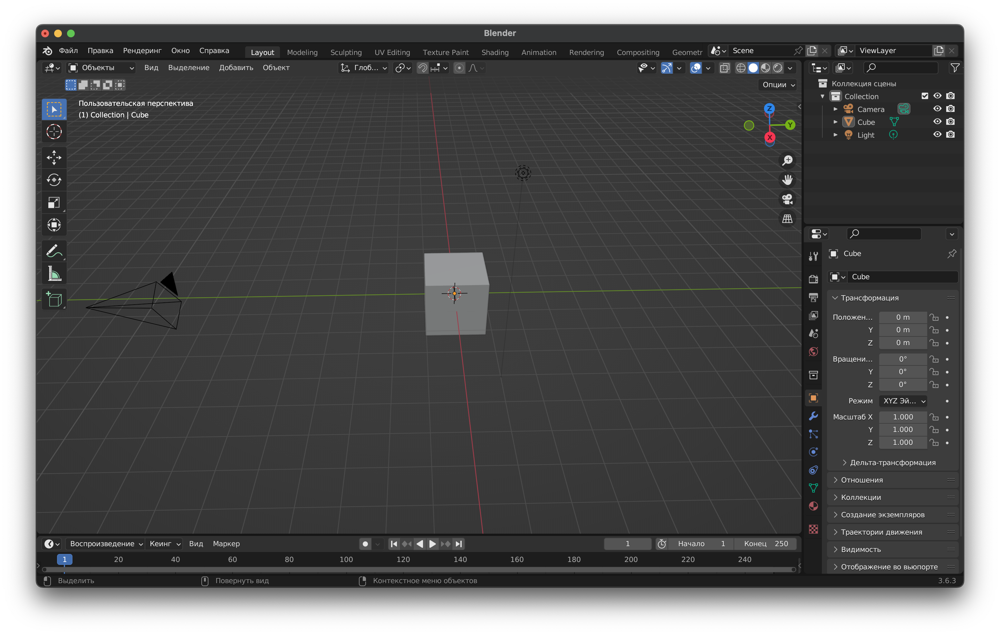 Blender
Файл Правка Рендеринг Окно Справка Layout Modeling Sculpting UV Editing Texture Paint Shading Animation Rendering Compositing Geometr Scene ViewLayer
Объекты Вид Выделение Добавить Объект Глоб...
Опции
Пользовательская перспектива
(1) Collection | Cube
Z
Y
X
Коллекция сцены
Collection
Camera
Cube
Light
Cube
Cube
Трансформация
Положен... 0 m
Y 0 m
Z 0 m
Вращени... 0°
Y 0°
Z 0°
Режим XYZ Эй...
Масштаб X 1.000
Y 1.000
Z 1.000
Дельта-трансформация
Отношения
Коллекции
Создание экземпляров
Траектории движения
Видимость
Отображение во вьюпорте
Воспроизведение Кеинг Вид Маркер 1 Начало 1 Конец 250
1 20 40 60 80 100 120 140 160 180 200 220 240
Выделить Повернуть вид Контекстное меню объектов 3.6.3